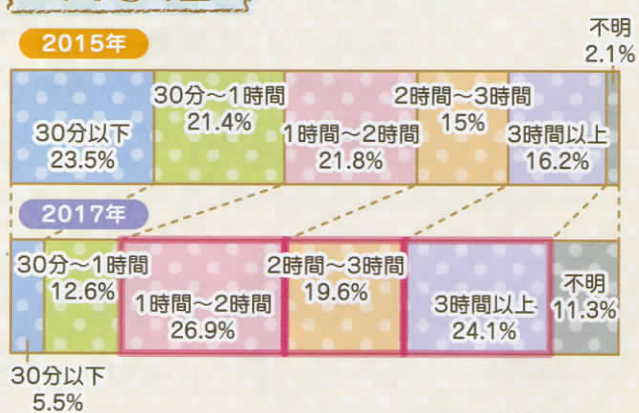 2015年
不明
2.1%
30分以下
23.5%
30分～1時間
21.4%
1時間～2時間
21.8%
2時間～3時間
15%
3時間以上
16.2%
2017年
30分以下
5.5%
30分～1時間
12.6%
1時間～2時間
26.9%
2時間～3時間
19.6%
3時間以上
24.1%
不明
11.3%